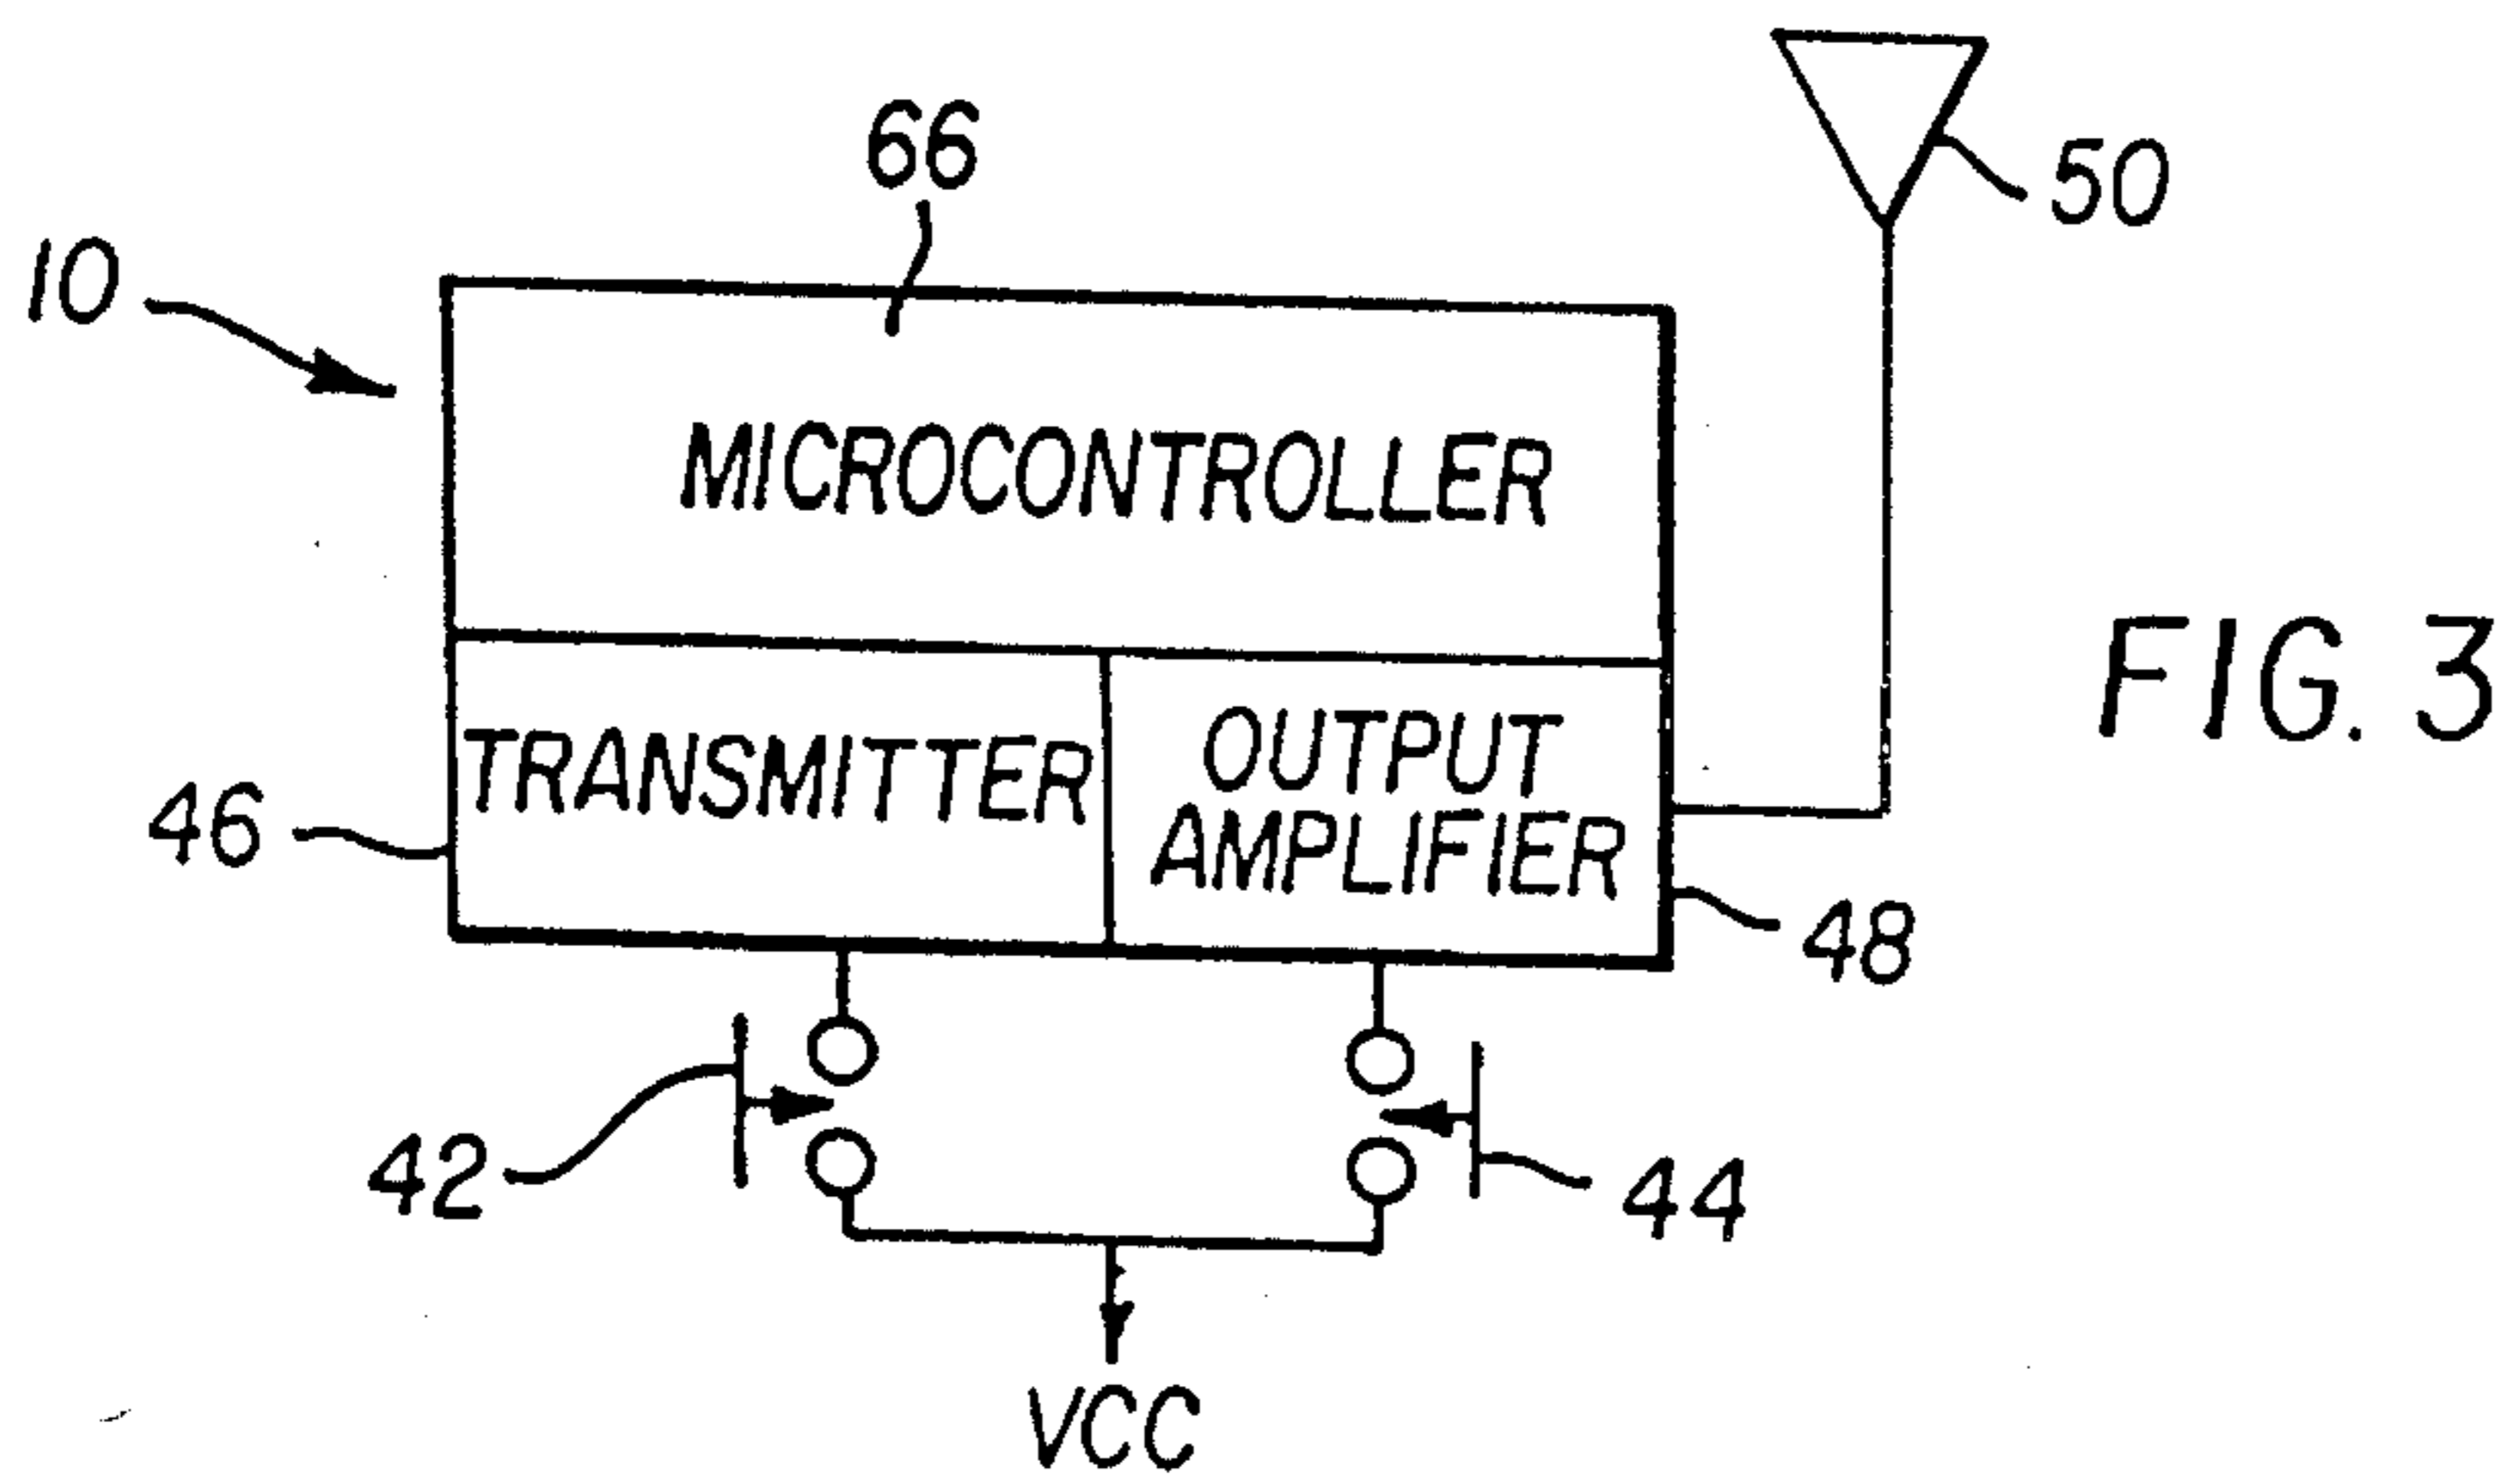 66
50
10
MICROCONTROLLER
FIG. 3
TRANSMITTER
OUTPUT
AMPLIFIER
46
48
42
44
VCC